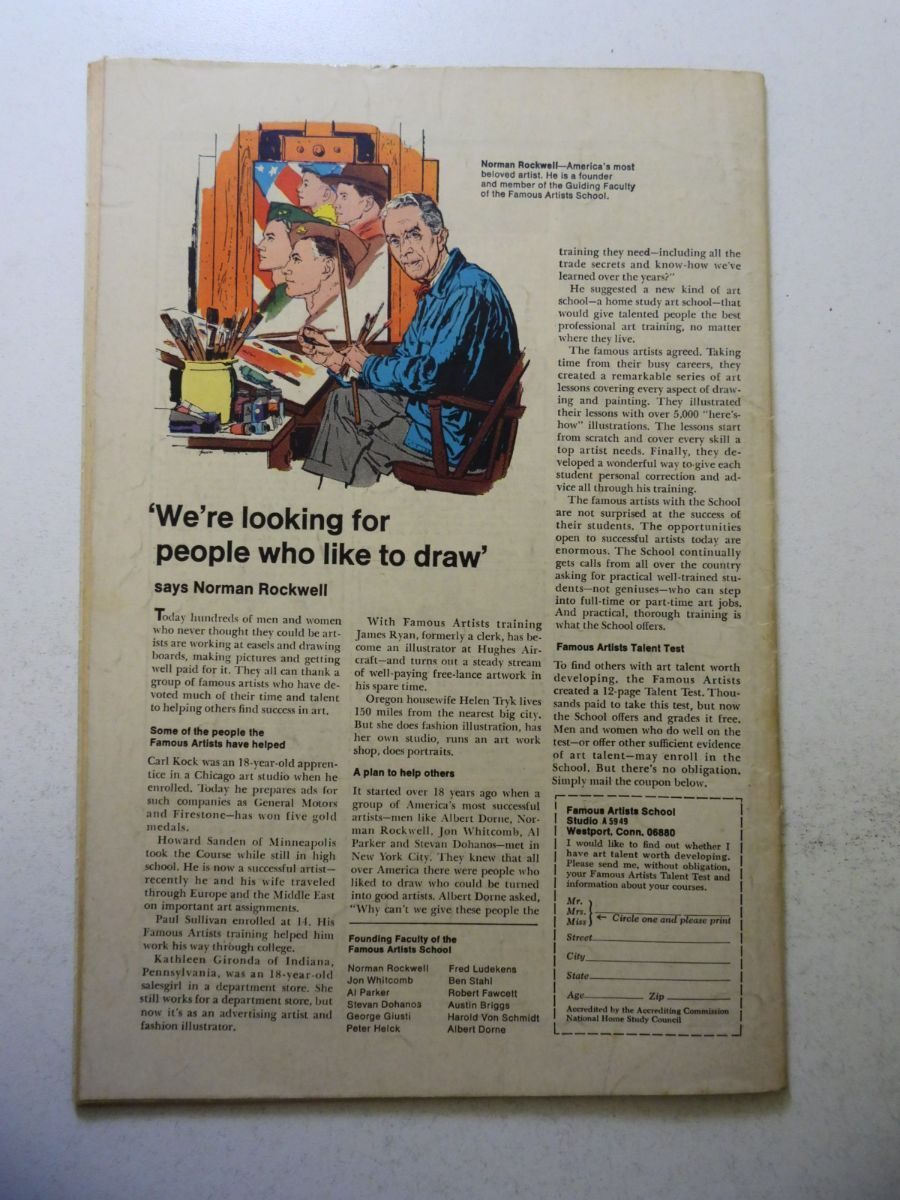 Norman Rockwell—America's most
beloved artist. He is a founder
and member of the Guiding Faculty
of the Famous Artists School.
'We're looking for
people who like to draw'
says Norman Rockwell
Today hundreds of men and women
who never thought they could be art-
ists are working at easels and drawing
boards, making pictures and getting
well paid for it. They all can thank a
group of famous artists who have de-
voted much of their time and talent
to helping others find success in art.
Some of the people the
Famous Artists have helped
Carl Kock was an 18-year-old appren-
tice in a Chicago art studio when he
enrolled. Today he prepares ads for
such companies as General Motors
and Firestone—has won five gold
medals.
Howard Sanden of Minneapolis
took the Course while still in high
school. He is now a successful artist—
recently he and his wife traveled
through Europe and the Middle East
on important art assignments.
Paul Sullivan enrolled at 14. His
Famous Artists training helped him
work his way through college.
Kathleen Gironda of Indiana,
Pennsylvania, was an 18-year-old
salesgirl in a department store. She
still works for a department store, but
now it's as an advertising artist and
fashion illustrator.
With Famous Artists training
James Ryan, formerly a clerk, has be-
come an illustrator at Hughes Air-
craft—and turns out a steady stream
of well-paying free-lance artwork in
his spare time.
Oregon housewife Helen Tryk lives
150 miles from the nearest big city.
But she does fashion illustration, has
her own studio, runs an art work
shop, does portraits.
A plan to help others
It started over 18 years ago when a
group of America's most successful
artists—men like Albert Dorne, Nor-
man Rockwell, Jon Whitcomb, Al
Parker and Stevan Dohanos—met in
New York City. They knew that all
over America there were people who
liked to draw who could be turned
into good artists. Albert Dorne asked,
"Why can't we give these people the
Founding Faculty of the
Famous Artists School
Norman Rockwell
Jon Whitcomb
Al Parker
Stevan Dohanos
George Giusti
Peter Helck
Fred Ludekens
Ben Stahl
Robert Fawcett
Austin Briggs
Harold Von Schmidt
Albert Dorne
training they need—including all the
trade secrets and know-how we've
learned over the years?"
He suggested a new kind of art
school—a home study art school—that
would give talented people the best
professional art training, no matter
where they live.
The famous artists agreed. Taking
time from their busy careers, they
created a remarkable series of art
lessons covering every aspect of draw-
ing and painting. They illustrated
their lessons with over 5,000 "here's-
how" illustrations. The lessons start
from scratch and cover every skill a
top artist needs. Finally, they de-
veloped a wonderful way to give each
student personal correction and ad-
vice all through his training.
The famous artists with the School
are not surprised at the success of
their students. The opportunities
open to successful artists today are
enormous. The School continually
gets calls from all over the country
asking for practical well-trained stu-
dents—not geniuses—who can step
into full-time or part-time art jobs.
And practical, thorough training is
what the School offers.
Famous Artists Talent Test
To find others with art talent worth
developing, the Famous Artists
created a 12-page Talent Test. Thou-
sands paid to take this test, but now
the School offers and grades it free.
Men and women who do well on the
test—or offer other sufficient evidence
of art talent—may enroll in the
School. But there's no obligation.
Simply mail the coupon below.
Famous Artists School
Studio A5949
Westport, Conn. 06880
I would like to find out whether I
have art talent worth developing.
Please send me, without obligation,
your Famous Artists Talent Test and
information about your courses.
Mr.
Mrs.
Miss
← Circle one and please print
Street
City
State
Age Zip
Accredited by the Accrediting Commission
National Home Study Council